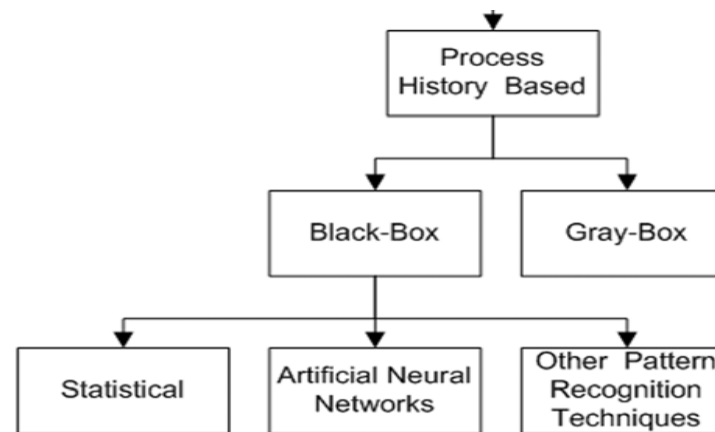 Process
History Based
Black-Box
Gray-Box
Statistical
Artificial Neural
Networks
Other Pattern
Recognition
Techniques